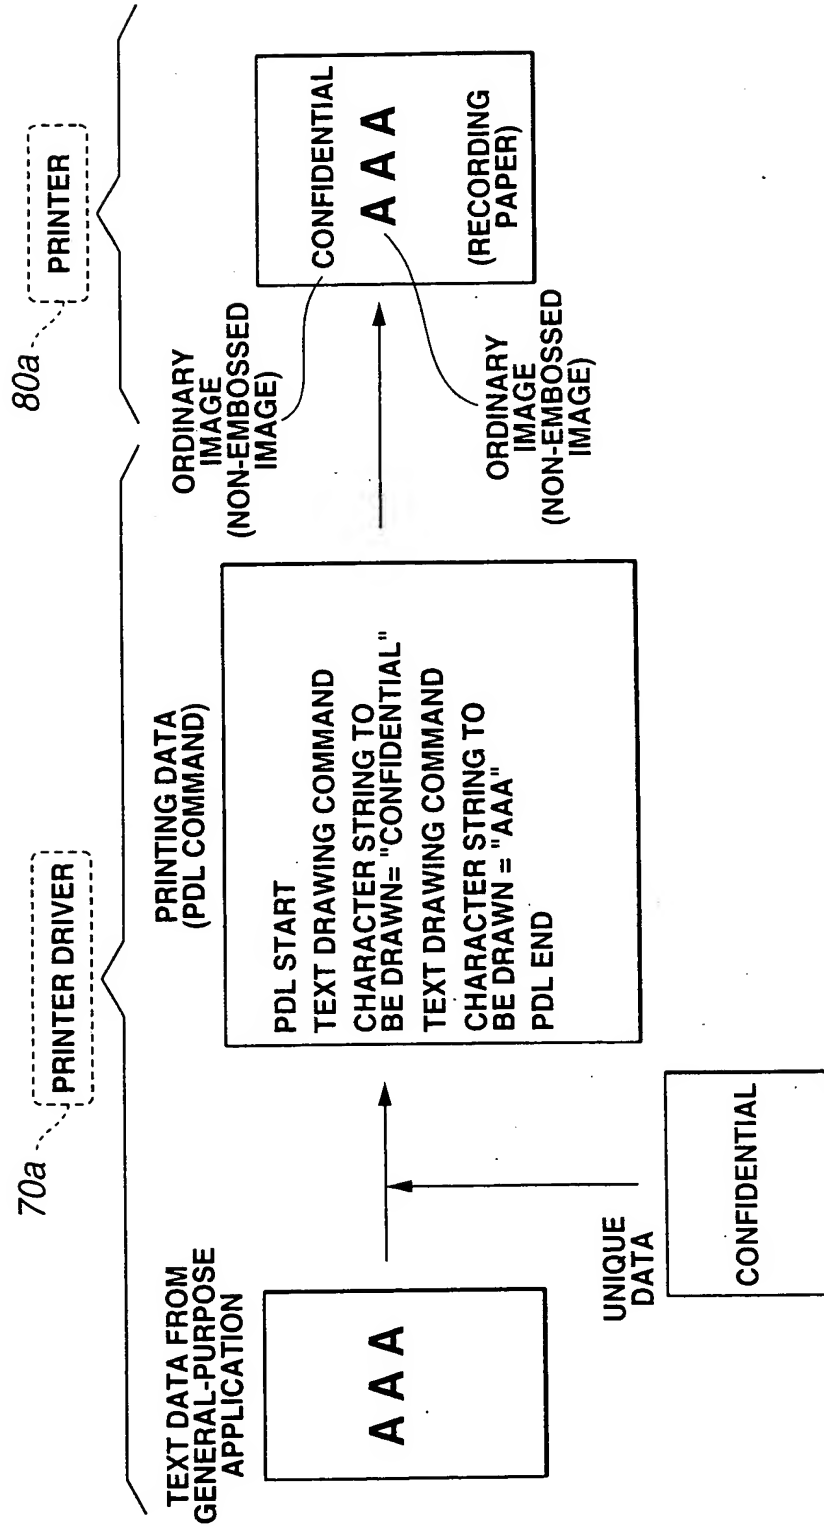 70a
PRINTER DRIVER
80a
PRINTER
TEXT DATA FROM
GENERAL-PURPOSE
APPLICATION
A A A
UNIQUE
DATA
CONFIDENTIAL
PRINTING DATA
(PDL COMMAND)
PDL START
TEXT DRAWING COMMAND
CHARACTER STRING TO
BE DRAWN= "CONFIDENTIAL"
TEXT DRAWING COMMAND
CHARACTER STRING TO
BE DRAWN = "AAA"
PDL END
ORDINARY
IMAGE
(NON-EMBOSSED
IMAGE)
ORDINARY
IMAGE
(NON-EMBOSSED
IMAGE)
CONFIDENTIAL
A A A
(RECORDING
PAPER)